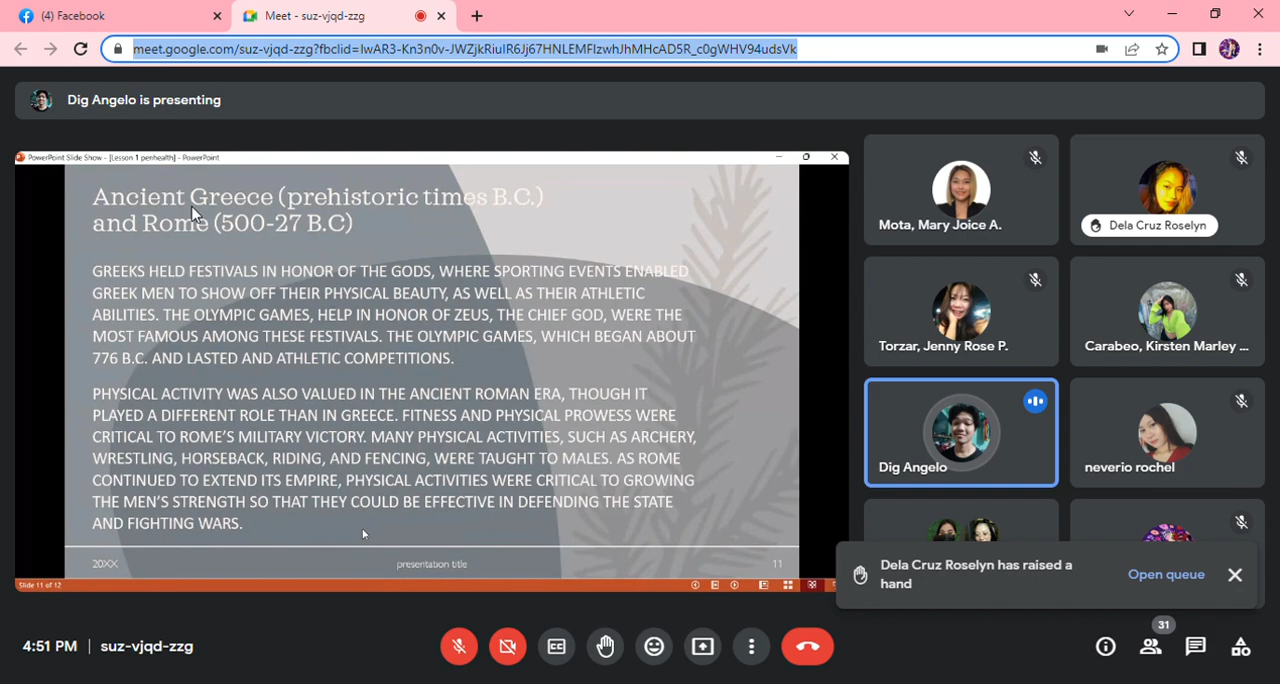 (4) Facebook
Meet - suz-vjqd-zzg
meet.google.com/suz-vjqd-zzg?fbclid=IwAR3-Kn3n0v-JWZjkRiuIR6Jj67HNLEMFIzwhJhMHcAD5R_c0gWHV94udsVk
Dig Angelo is presenting
PowerPoint Slide Show - [Lesson 1 penhealth] - PowerPoint
Ancient Greece (prehistoric times B.C.)
and Rome (500-27 B.C)
GREEKS HELD FESTIVALS IN HONOR OF THE GODS, WHERE SPORTING EVENTS ENABLED
GREEK MEN TO SHOW OFF THEIR PHYSICAL BEAUTY, AS WELL AS THEIR ATHLETIC
ABILITIES. THE OLYMPIC GAMES, HELP IN HONOR OF ZEUS, THE CHIEF GOD, WERE THE
MOST FAMOUS AMONG THESE FESTIVALS. THE OLYMPIC GAMES, WHICH BEGAN ABOUT
776 B.C. AND LASTED AND ATHLETIC COMPETITIONS.
PHYSICAL ACTIVITY WAS ALSO VALUED IN THE ANCIENT ROMAN ERA, THOUGH IT
PLAYED A DIFFERENT ROLE THAN IN GREECE. FITNESS AND PHYSICAL PROWESS WERE
CRITICAL TO ROME'S MILITARY VICTORY. MANY PHYSICAL ACTIVITIES, SUCH AS ARCHERY,
WRESTLING, HORSEBACK, RIDING, AND FENCING, WERE TAUGHT TO MALES. AS ROME
CONTINUED TO EXTEND ITS EMPIRE, PHYSICAL ACTIVITIES WERE CRITICAL TO GROWING
THE MEN'S STRENGTH SO THAT THEY COULD BE EFFECTIVE IN DEFENDING THE STATE
AND FIGHTING WARS.
20XX
presentation title
11
Slide 11 of 12
Mota, Mary Joice A.
Dela Cruz Roselyn
Torzar, Jenny Rose P.
Carabeo, Kirsten Marley ...
Dig Angelo
neverio rochel
Dela Cruz Roselyn has raised a
hand
Open queue
4:51 PM | suz-vjqd-zzg
31